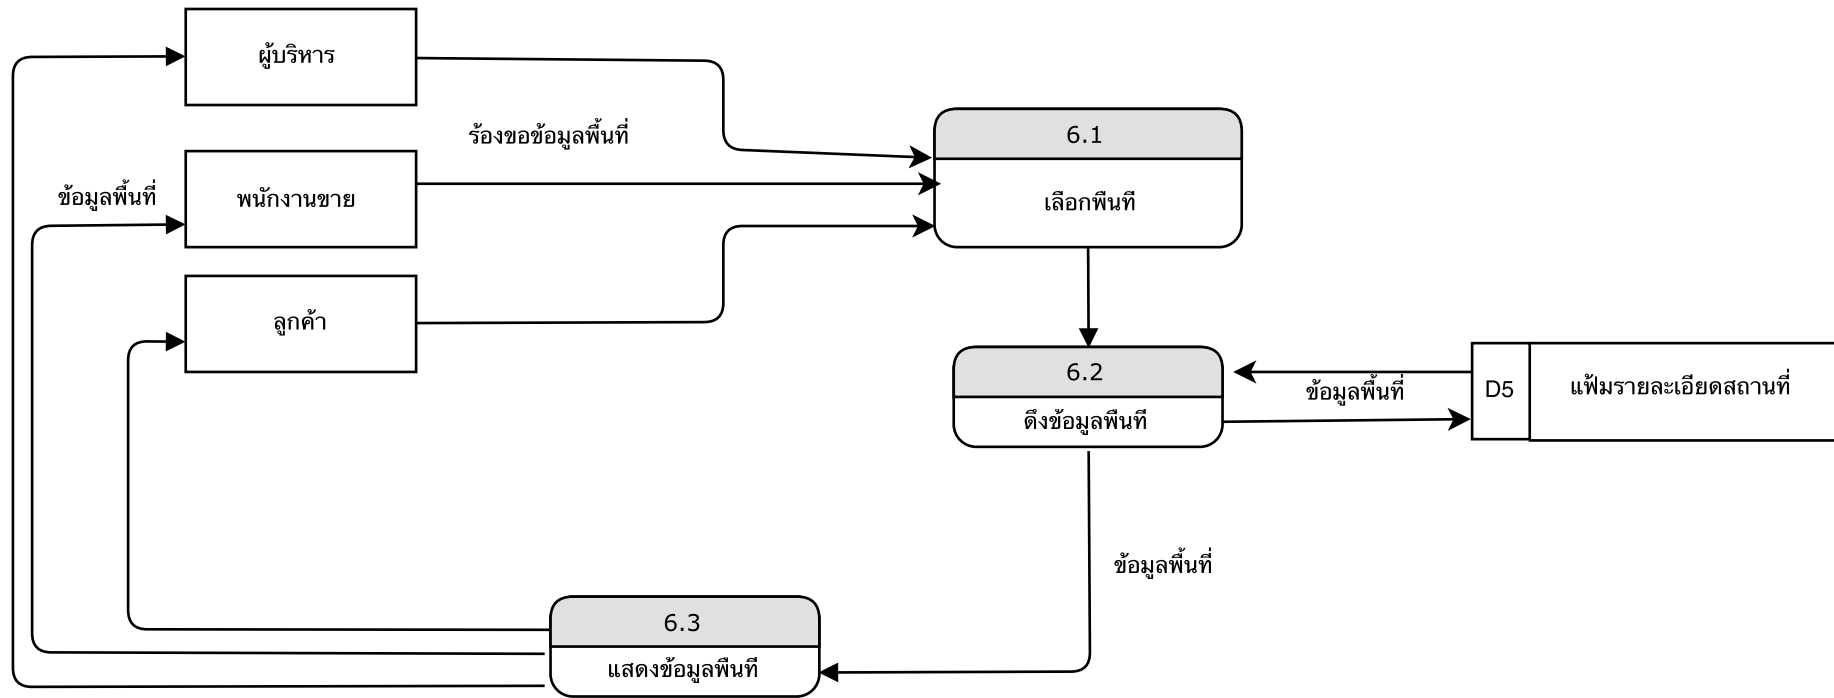 ผู้บริหาร
ร้องขอข้อมูลพื้นที่
6.1
เลือกพื้นที่
ข้อมูลพื้นที่
พนักงานขาย
ลูกค้า
6.2
ดึงข้อมูลพื้นที่
ข้อมูลพื้นที่
D5
แฟ้มรายละเอียดสถานที่
ข้อมูลพื้นที่
6.3
แสดงข้อมูลพื้นที่